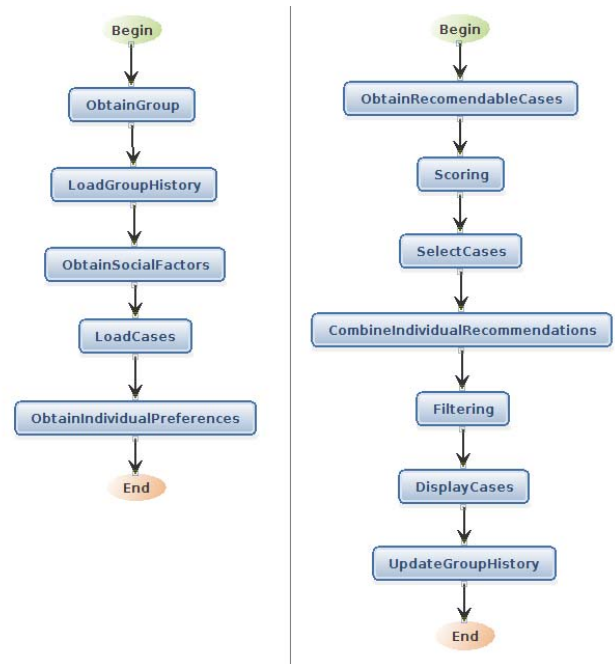 Begin
ObtainGroup
LoadGroupHistory
ObtainSocialFactors
LoadCases
ObtainIndividualPreferences
End
Begin
ObtainRecomendableCases
Scoring
SelectCases
CombineIndividualRecommendations
Filtering
DisplayCases
UpdateGroupHistory
End